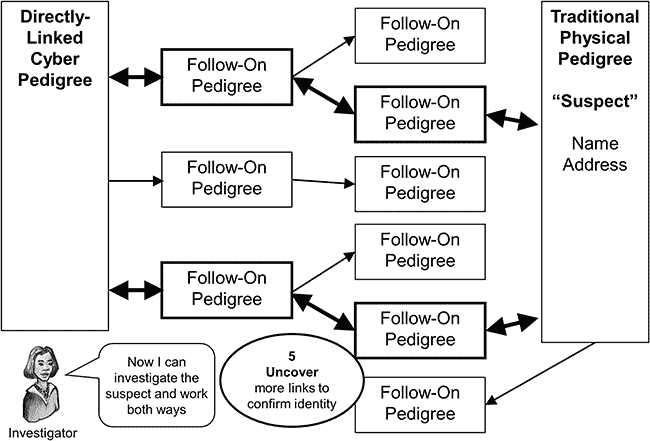 Directly-
Linked
Cyber
Pedigree
Follow-On
Pedigree
Follow-On
Pedigree
Follow-On
Pedigree
Follow-On
Pedigree
Follow-On
Pedigree
Follow-On
Pedigree
Follow-On
Pedigree
Follow-On
Pedigree
Follow-On
Pedigree
Traditional
Physical
Pedigree
“Suspect”
Name
Address
Now I can
investigate the
suspect and work
both ways
Investigator
5
Uncover
more links to
confirm identity